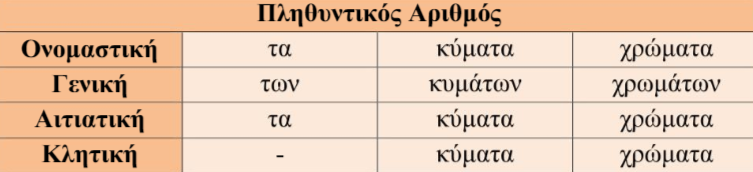 Πληθυντικός Αριθμός
Ονομαστική τα κύματα χρώματα
Γενική των κυμάτων χρωμάτων
Αιτιατική τα κύματα χρώματα
Κλητική - κύματα χρώματα